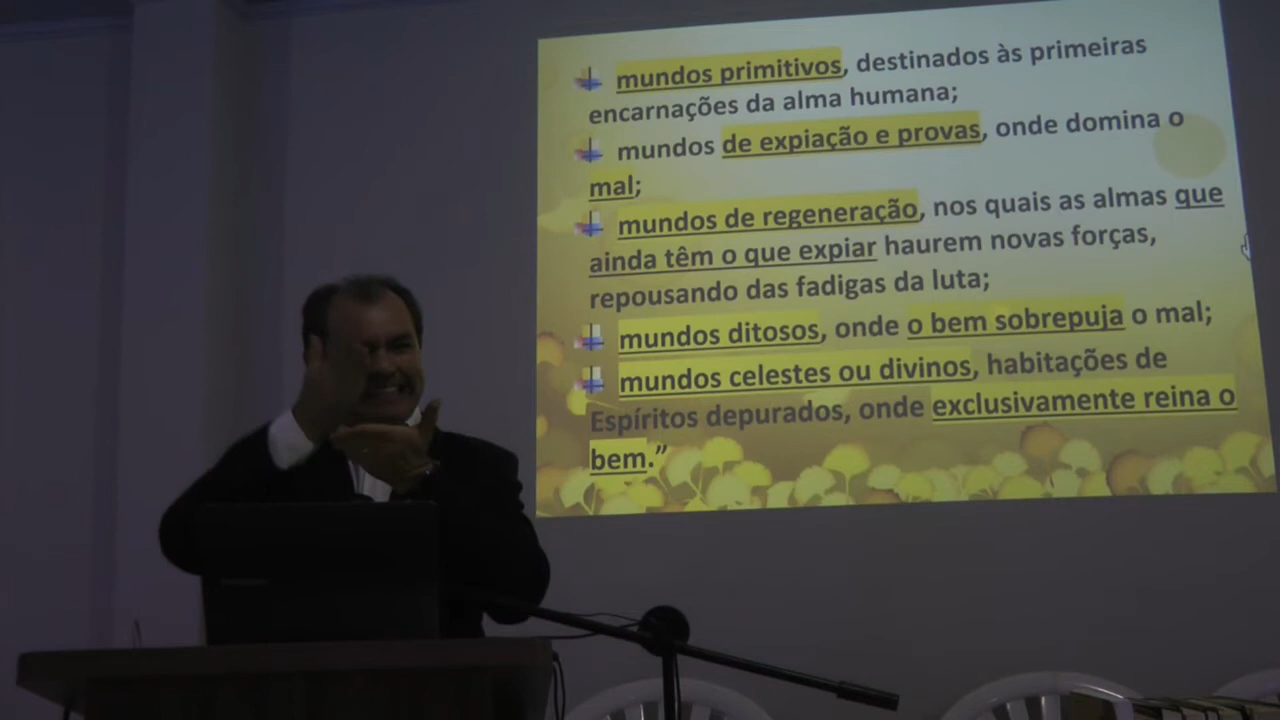 mundos primitivos, destinados às primeiras
encarnações da alma humana;
mundos de expiação e provas, onde domina o
mal;
mundos de regeneração, nos quais as almas que
ainda têm o que expiar haurem novas forças,
repousando das fadigas da luta;
mundos ditosos, onde o bem sobrepuja o mal;
mundos celestes ou divinos, habitações de
Espíritos depurados, onde exclusivamente reina o
bem.”